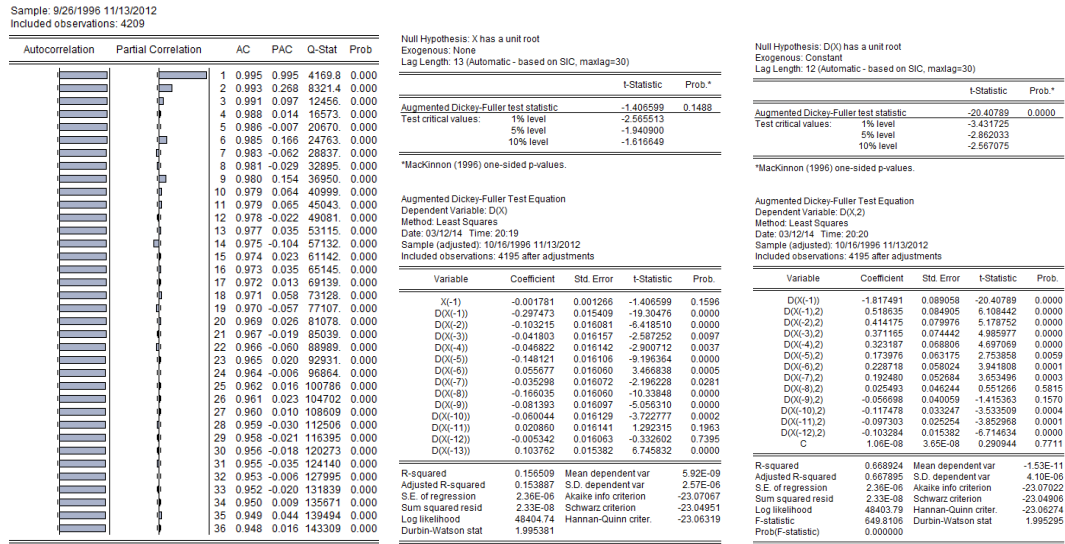 Sample: 9/26/1996 11/13/2012
Included observations: 4209
Autocorrelation Partial Correlation AC PAC Q-Stat Prob
1 0.995 0.995 4169.8 0.000
2 0.993 0.268 8321.4 0.000
3 0.991 0.097 12456. 0.000
4 0.988 0.014 16573. 0.000
5 0.986 -0.007 20670. 0.000
6 0.985 0.166 24763. 0.000
7 0.983 -0.062 28837. 0.000
8 0.981 -0.029 32895. 0.000
9 0.980 0.154 36950. 0.000
10 0.979 0.064 40999. 0.000
11 0.979 0.065 45043. 0.000
12 0.978 -0.022 49081. 0.000
13 0.977 0.035 53115. 0.000
14 0.975 -0.104 57132. 0.000
15 0.974 0.023 61142. 0.000
16 0.973 0.035 65145. 0.000
17 0.972 0.013 69139. 0.000
18 0.971 0.058 73128. 0.000
19 0.970 -0.057 77107. 0.000
20 0.969 0.026 81078. 0.000
21 0.967 -0.019 85039. 0.000
22 0.966 -0.060 88989. 0.000
23 0.965 0.020 92931. 0.000
24 0.964 -0.006 96864. 0.000
25 0.962 0.016 100786 0.000
26 0.961 0.023 104702 0.000
27 0.960 0.010 108609 0.000
28 0.959 -0.030 112506 0.000
29 0.958 -0.021 116395 0.000
30 0.956 -0.018 120273 0.000
31 0.955 -0.035 124140 0.000
32 0.953 -0.006 127995 0.000
33 0.952 -0.020 131839 0.000
34 0.950 0.009 135671 0.000
35 0.949 0.044 139494 0.000
36 0.948 0.016 143309 0.000
Null Hypothesis: X has a unit root
Exogenous: None
Lag Length: 13 (Automatic - based on SIC, maxlag=30)
t-Statistic Prob.*
Augmented Dickey-Fuller test statistic -1.406599 0.1488
Test critical values: 1% level -2.565513
5% level -1.940900
10% level -1.616649
*MacKinnon (1996) one-sided p-values.
Augmented Dickey-Fuller Test Equation
Dependent Variable: D(X)
Method: Least Squares
Date: 03/12/14 Time: 20:19
Sample (adjusted): 10/16/1996 11/13/2012
Included observations: 4195 after adjustments
Variable Coefficient Std. Error t-Statistic Prob.
X(-1) -0.001781 0.001266 -1.406599 0.1596
D(X(-1)) -0.297473 0.015409 -19.30476 0.0000
D(X(-2)) -0.103215 0.016081 -6.418510 0.0000
D(X(-3)) -0.041803 0.016157 -2.587252 0.0097
D(X(-4)) -0.046822 0.016142 -2.900712 0.0037
D(X(-5)) -0.148121 0.016106 -9.196364 0.0000
D(X(-6)) 0.055677 0.016060 3.466838 0.0005
D(X(-7)) -0.035298 0.016072 -2.196228 0.0281
D(X(-8)) -0.166035 0.016060 -10.33848 0.0000
D(X(-9)) -0.081393 0.016097 -5.056310 0.0000
D(X(-10)) -0.060044 0.016129 -3.722777 0.0002
D(X(-11)) 0.020860 0.016141 1.292315 0.1963
D(X(-12)) -0.005342 0.016063 -0.332602 0.7395
D(X(-13)) 0.103762 0.015382 6.745832 0.0000
R-squared 0.156509 Mean dependent var 5.92E-09
Adjusted R-squared 0.153887 S.D. dependent var 2.57E-06
S.E. of regression 2.36E-06 Akaike info criterion -23.07067
Sum squared resid 2.33E-08 Schwarz criterion -23.04951
Log likelihood 48404.74 Hannan-Quinn criter. -23.06319
Durbin-Watson stat 1.995381
Null Hypothesis: D(X) has a unit root
Exogenous: Constant
Lag Length: 12 (Automatic - based on SIC, maxlag=30)
t-Statistic Prob.*
Augmented Dickey-Fuller test statistic -20.40789 0.0000
Test critical values: 1% level -3.431725
5% level -2.862033
10% level -2.567075
*MacKinnon (1996) one-sided p-values.
Augmented Dickey-Fuller Test Equation
Dependent Variable: D(X,2)
Method: Least Squares
Date: 03/12/14 Time: 20:20
Sample (adjusted): 10/16/1996 11/13/2012
Included observations: 4195 after adjustments
Variable Coefficient Std. Error t-Statistic Prob.
D(X(-1)) -1.817491 0.089058 -20.40789 0.0000
D(X(-1),2) 0.518635 0.084905 6.108442 0.0000
D(X(-2),2) 0.414175 0.079976 5.178752 0.0000
D(X(-3),2) 0.371165 0.074442 4.985977 0.0000
D(X(-4),2) 0.323187 0.068806 4.697069 0.0000
D(X(-5),2) 0.173976 0.063175 2.753858 0.0059
D(X(-6),2) 0.228718 0.058024 3.941808 0.0001
D(X(-7),2) 0.192480 0.052684 3.653496 0.0003
D(X(-8),2) 0.025493 0.046244 0.551266 0.5815
D(X(-9),2) -0.056698 0.040059 -1.415363 0.1570
D(X(-10),2) -0.117478 0.033247 -3.533509 0.0004
D(X(-11),2) -0.097303 0.025254 -3.852968 0.0001
D(X(-12),2) -0.103284 0.015382 -6.714634 0.0000
C 1.06E-08 3.65E-08 0.290944 0.7711
R-squared 0.668924 Mean dependent var -1.53E-11
Adjusted R-squared 0.667895 S.D. dependent var 4.10E-06
S.E. of regression 2.36E-06 Akaike info criterion -23.07022
Sum squared resid 2.33E-08 Schwarz criterion -23.04906
Log likelihood 48403.79 Hannan-Quinn criter. -23.06274
F-statistic 649.8106 Durbin-Watson stat 1.995295
Prob(F-statistic) 0.000000